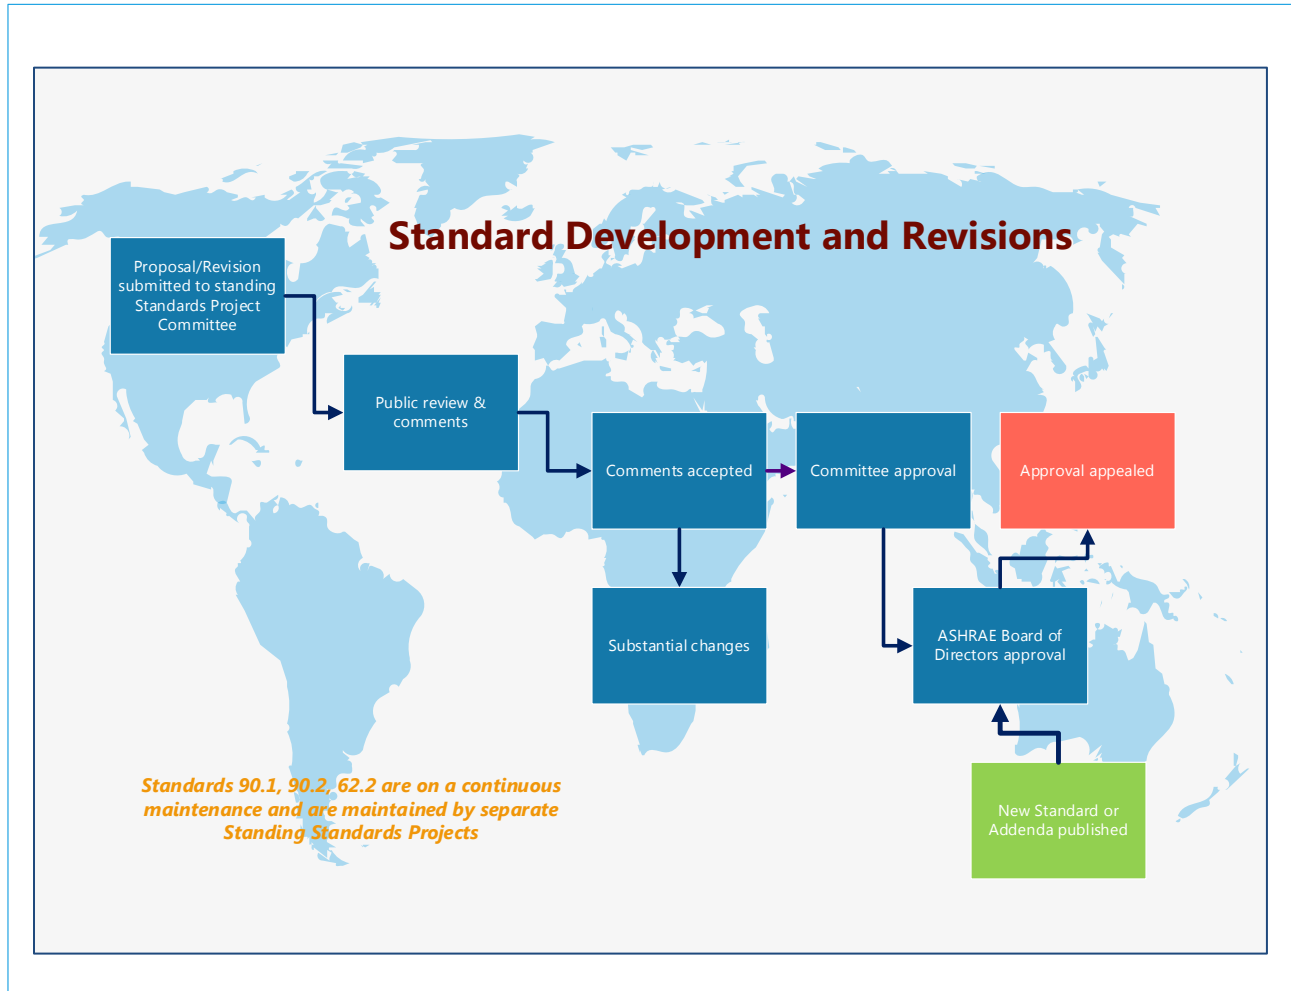 Standard Development and Revisions
Proposal/Revision
submitted to standing
Standards Project
Committee
Public review &
comments
Comments accepted
Committee approval
Approval appealed
Substantial changes
ASHRAE Board of
Directors approval
New Standard or
Addenda published
Standards 90.1, 90.2, 62.2 are on a continuous
maintenance and are maintained by separate
Standing Standards Projects